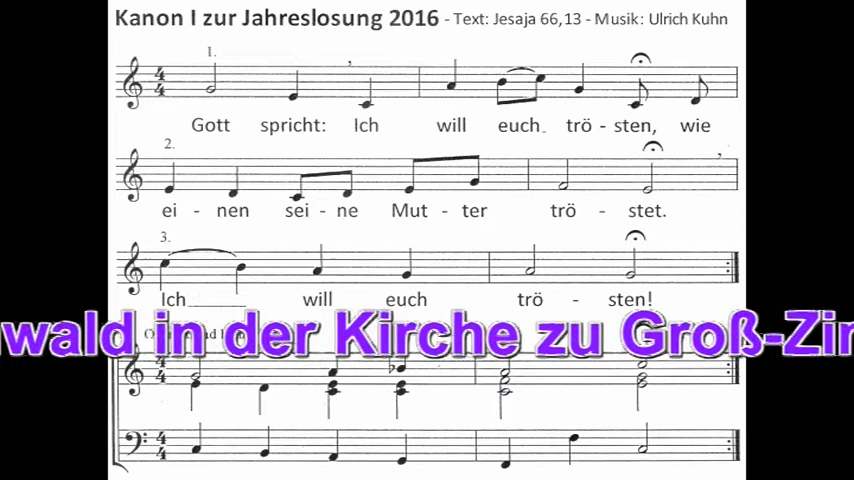 Kanon I zur Jahreslosung 2016 - Text: Jesaja 66,13 - Musik: Ulrich Kuhn
1.
Gott spricht: Ich will euch trö - sten, wie
2.
ei - nen sei - ne Mut - ter trö - stet.
3.
Ich will euch trö - sten!
wald in der Kirche zu Groß-Zi